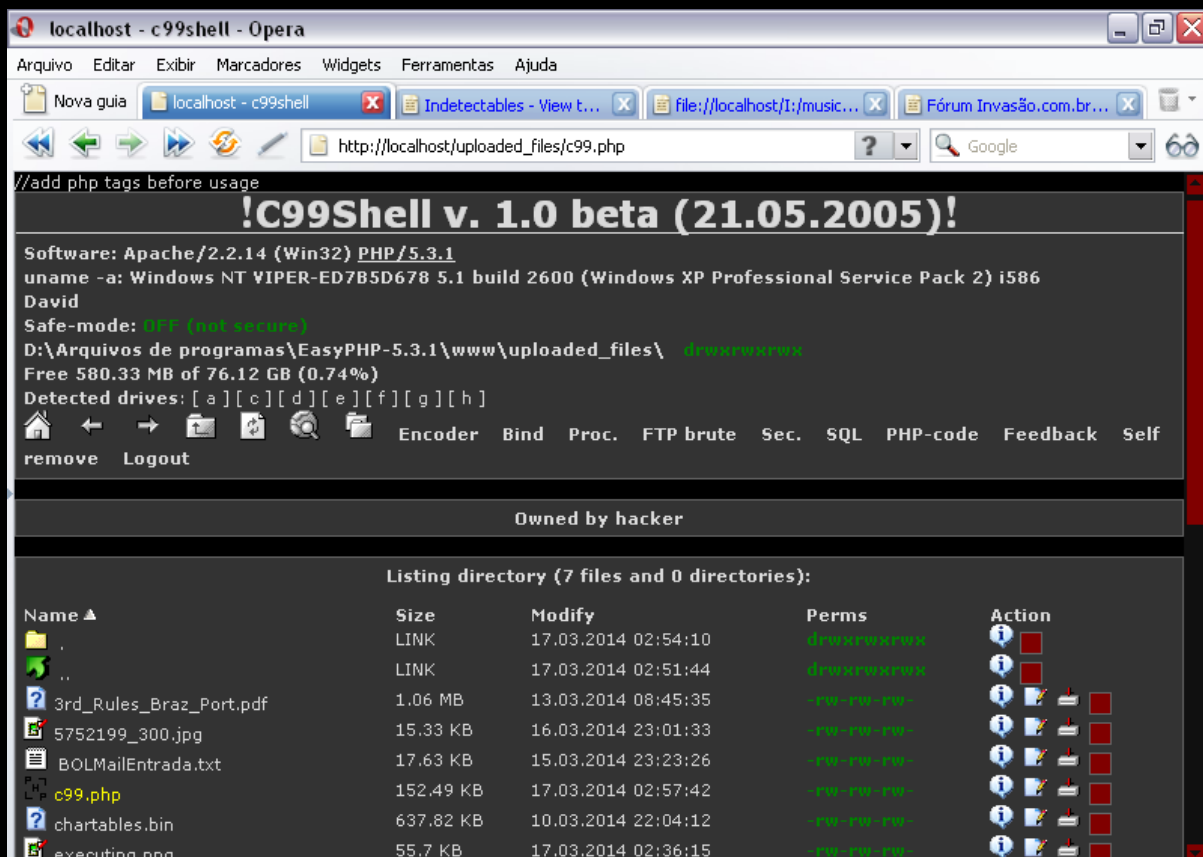 localhost - c99shell - Opera
Arquivo Editar Exibir Marcadores Widgets Ferramentas Ajuda
Nova guia localhost - c99shell Indetectables - View t... file://localhost/I:/music... Fórum Invasão.com.br...
http://localhost/uploaded_files/c99.php ? Google
//add php tags before usage
!C99Shell v. 1.0 beta (21.05.2005)!
Software: Apache/2.2.14 (Win32) PHP/5.3.1
uname -a: Windows NT VIPER-ED7B5D678 5.1 build 2600 (Windows XP Professional Service Pack 2) i586
David
Safe-mode: OFF (not secure)
D:\Arquivos de programas\EasyPHP-5.3.1\www\uploaded_files\ drwxrwxrwx
Free 580.33 MB of 76.12 GB (0.74%)
Detected drives: [ a ][ c ][ d ][ e ][ f ][ g ][ h ]
Encoder Bind Proc. FTP brute Sec. SQL PHP-code Feedback Self
remove Logout
Owned by hacker
Listing directory (7 files and 0 directories):
Name Size Modify Perms Action
. LINK 17.03.2014 02:54:10 drwxrwxrwx
.. LINK 17.03.2014 02:51:44 drwxrwxrwx
3rd_Rules_Braz_Port.pdf 1.06 MB 13.03.2014 08:45:35 -rw-rw-rw-
5752199_300.jpg 15.33 KB 16.03.2014 23:01:33 -rw-rw-rw-
BOLMailEntrada.txt 17.63 KB 15.03.2014 23:23:26 -rw-rw-rw-
c99.php 152.49 KB 17.03.2014 02:57:42 -rw-rw-rw-
chartables.bin 637.82 KB 10.03.2014 22:04:12 -rw-rw-rw-
executing.png 55.7 KB 17.03.2014 02:36:15 -rw-rw-rw-